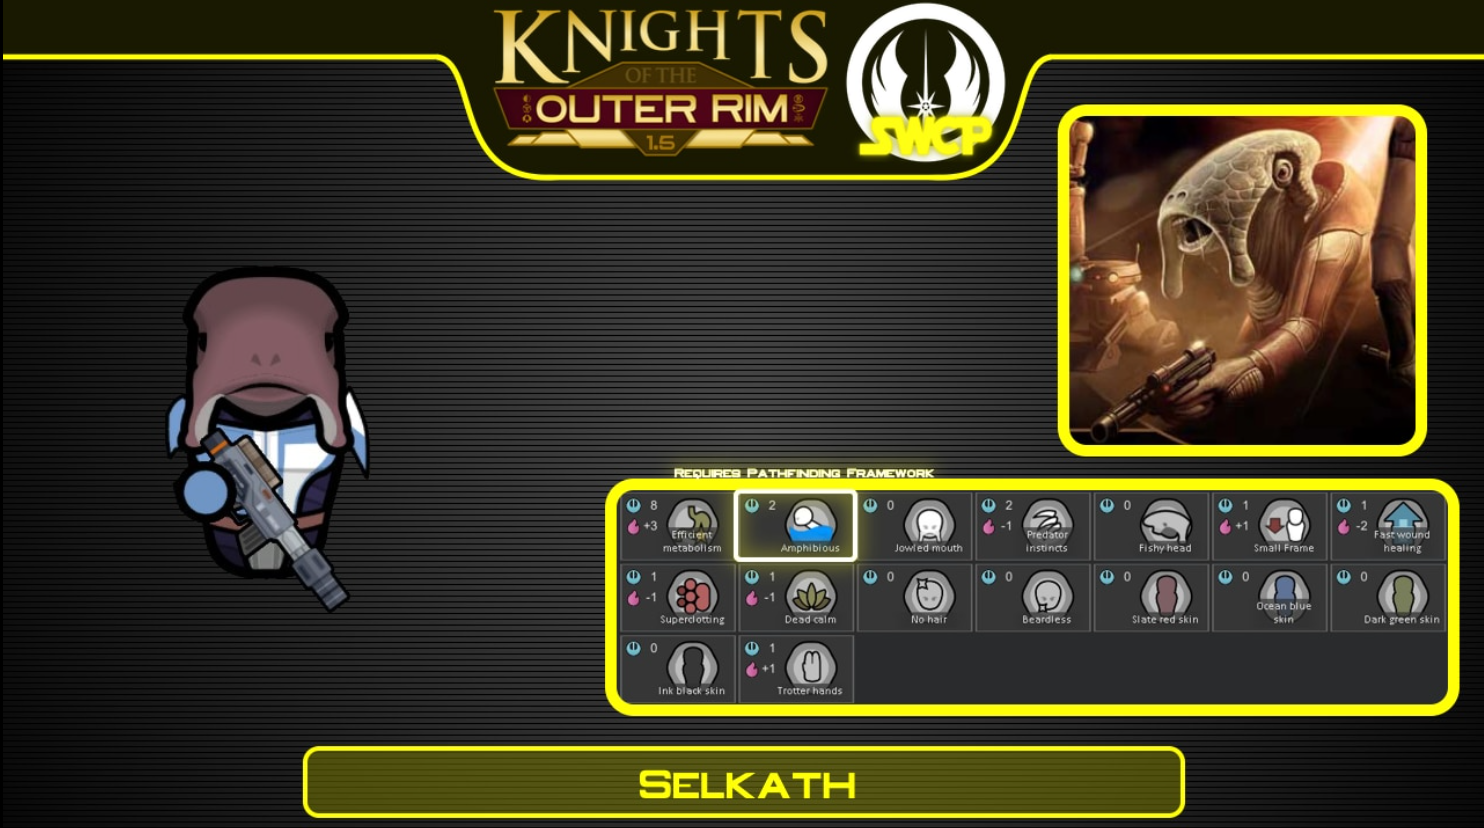 KNIGHTS
OF THE
OUTER RIM
1.5
SWCP
REQUIRES PATHFINDING FRAMEWORK
8
+3
Efficient
metabolism
2
Amphibious
0
Jowled mouth
2
-1
Predator
instincts
0
Fishy head
1
+1
Small Frame
1
-2
Fast wound
healing
1
-1
Superclotting
1
-1
Dead calm
0
No hair
0
Beardless
0
Slate red skin
0
Ocean blue
skin
0
Dark green skin
0
Ink black skin
1
+1
Trotter hands
SELKATH